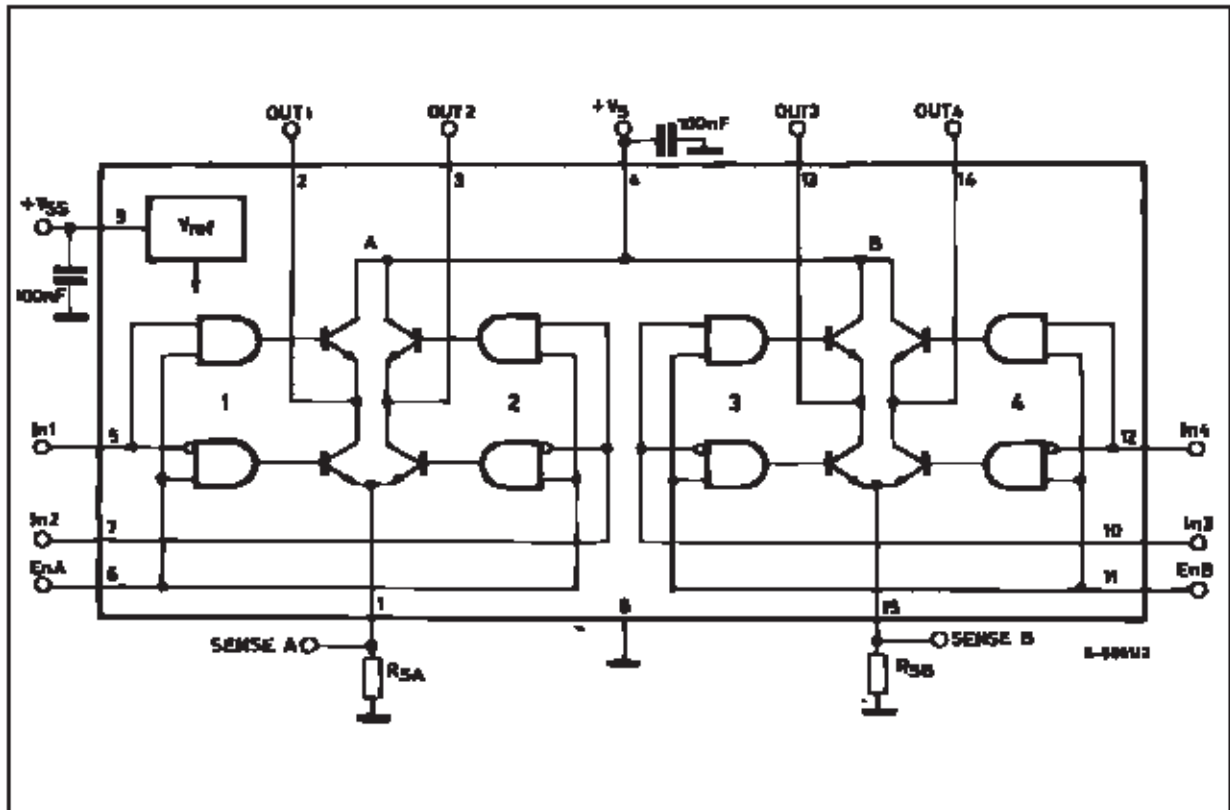 OUT1 OUT2 +Vs 100nF OUT3 OUT4
2 3 4 13 14
+Vss 9 Vref
A B
100nF
1 2 3 4
In1 5 12 In4
In2 7 10 In3
EnA 6 11 EnB
1 8 15
SENSE A SENSE B
RSA RSB